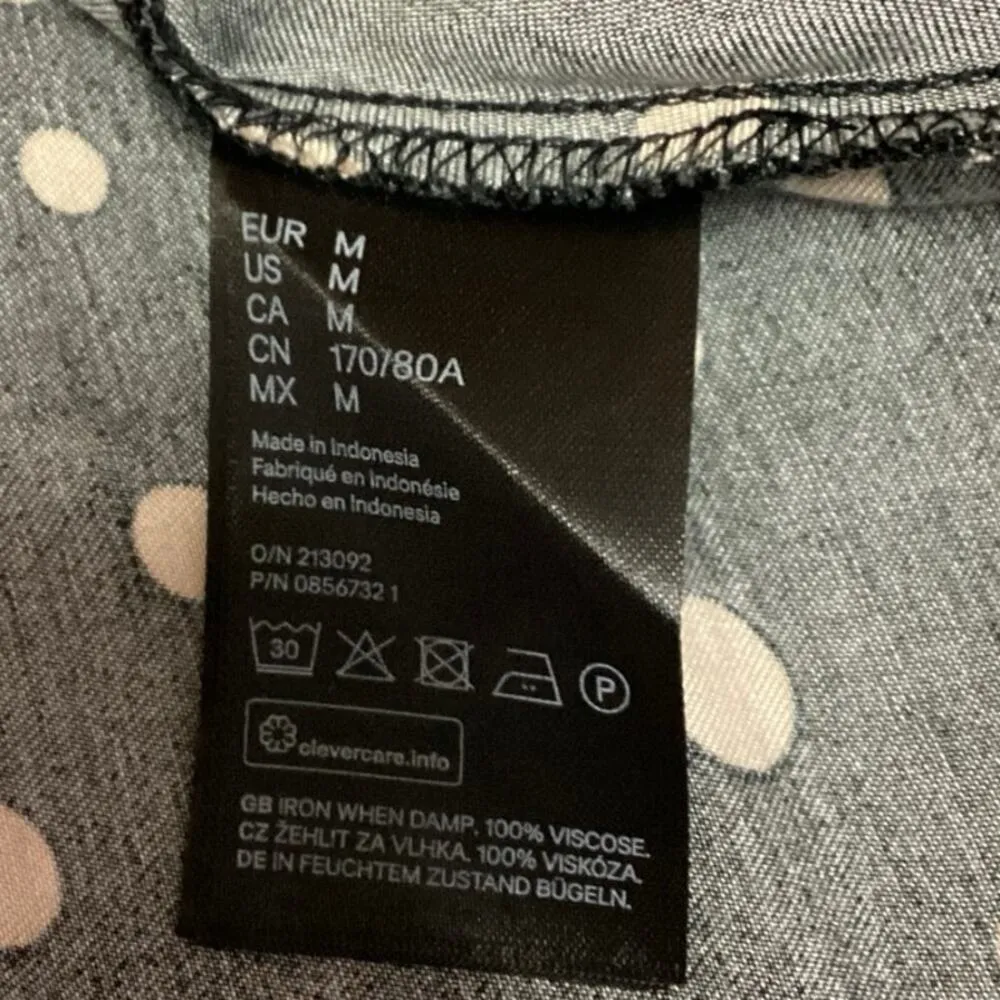 EUR M
US M
CA M
CN 170/80A
MX M
Made in Indonesia
Fabriqué en Indonésie
Hecho en Indonesia
O/N 213092
P/N 0856732 1
30
P
clevercare.info
GB IRON WHEN DAMP. 100% VISCOSE.
CZ ŽEHLIT ZA VLHKA. 100% VISKÓZA.
DE IN FEUCHTEM ZUSTAND BÜGELN.